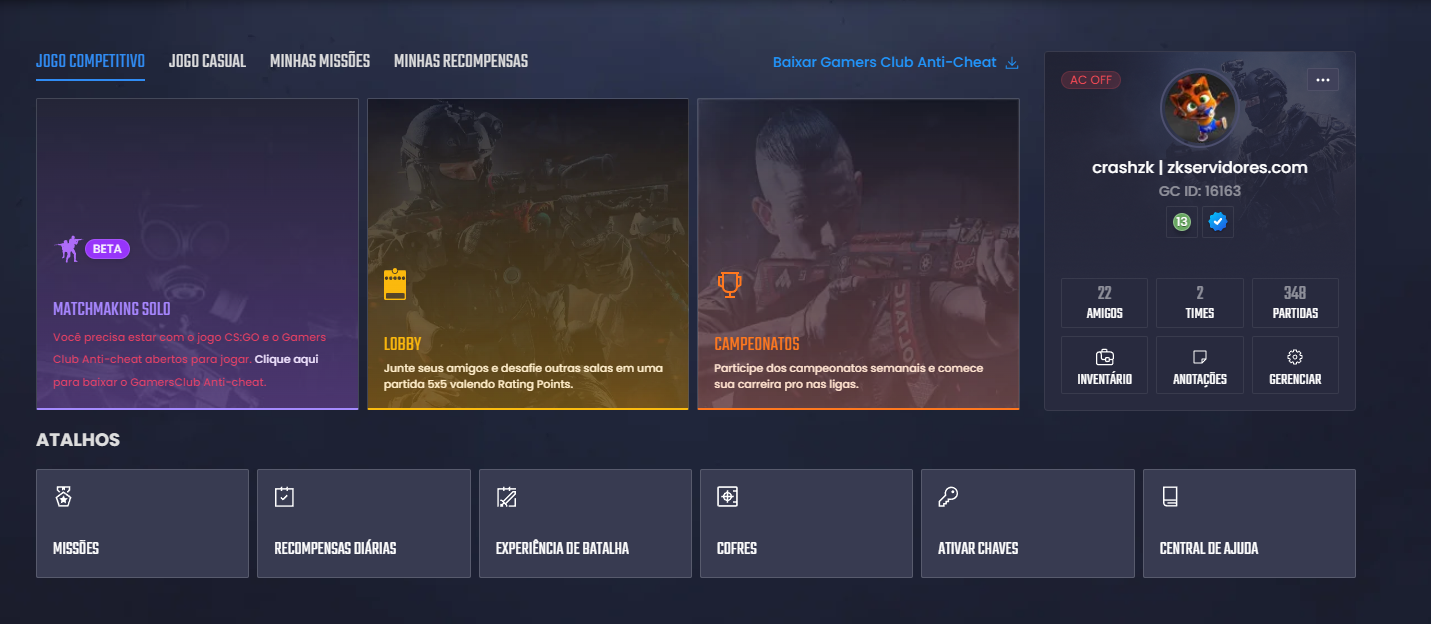 JOGO COMPETITIVO JOGO CASUAL MINHAS MISSÕES MINHAS RECOMPENSAS
Baixar Gamers Club Anti-Cheat
BETA
MATCHMAKING SOLO
Você precisa estar com o jogo CS:GO e o Gamers
Club Anti-cheat abertos para jogar. Clique aqui
para baixar o GamersClub Anti-cheat.
LOBBY
Junte seus amigos e desafie outras salas em uma
partida 5x5 valendo Rating Points.
CAMPEONATOS
Participe dos campeonatos semanais e comece
sua carreira pro nas ligas.
AC OFF
crashzk | zkservidores.com
GC ID: 16163
13
22
AMIGOS
2
TIMES
348
PARTIDAS
INVENTÁRIO
ANOTAÇÕES
GERENCIAR
ATALHOS
MISSÕES
RECOMPENSAS DIÁRIAS
EXPERIÊNCIA DE BATALHA
COFRES
ATIVAR CHAVES
CENTRAL DE AJUDA